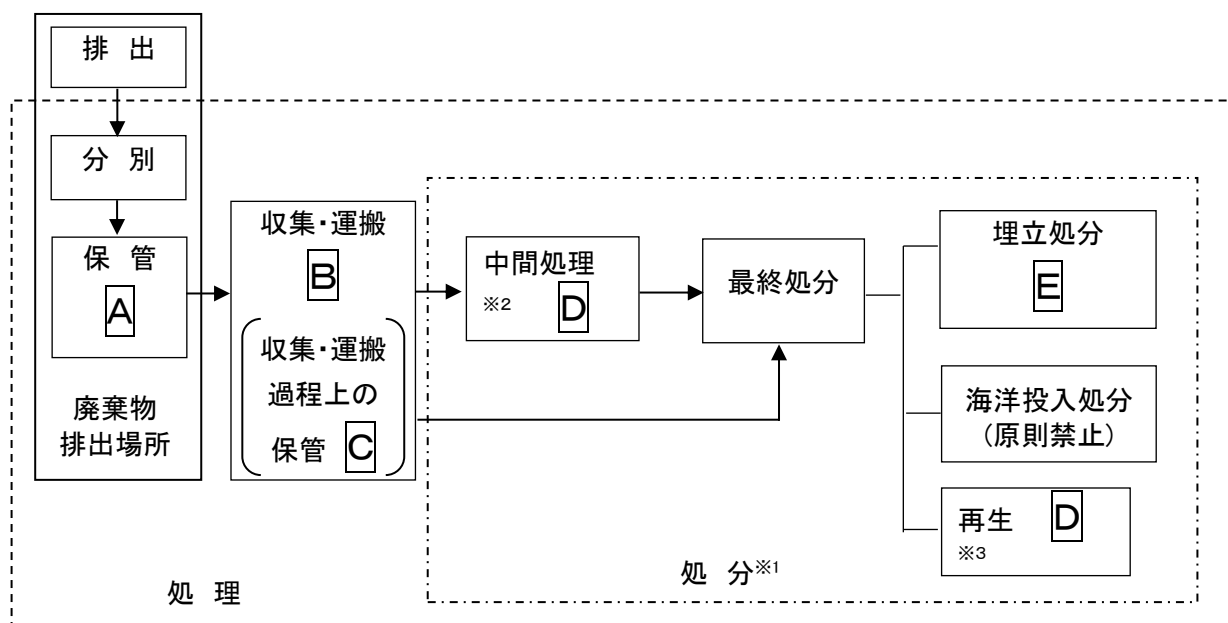 排 出
分 別
保 管
A
廃棄物
排出場所
収集・運搬
B
収集・運搬
過程上の
保管 C
中間処理
※2 D
最終処分
埋立処分
E
海洋投入処分
(原則禁止)
再生 D
※3
処 分※1
処 理